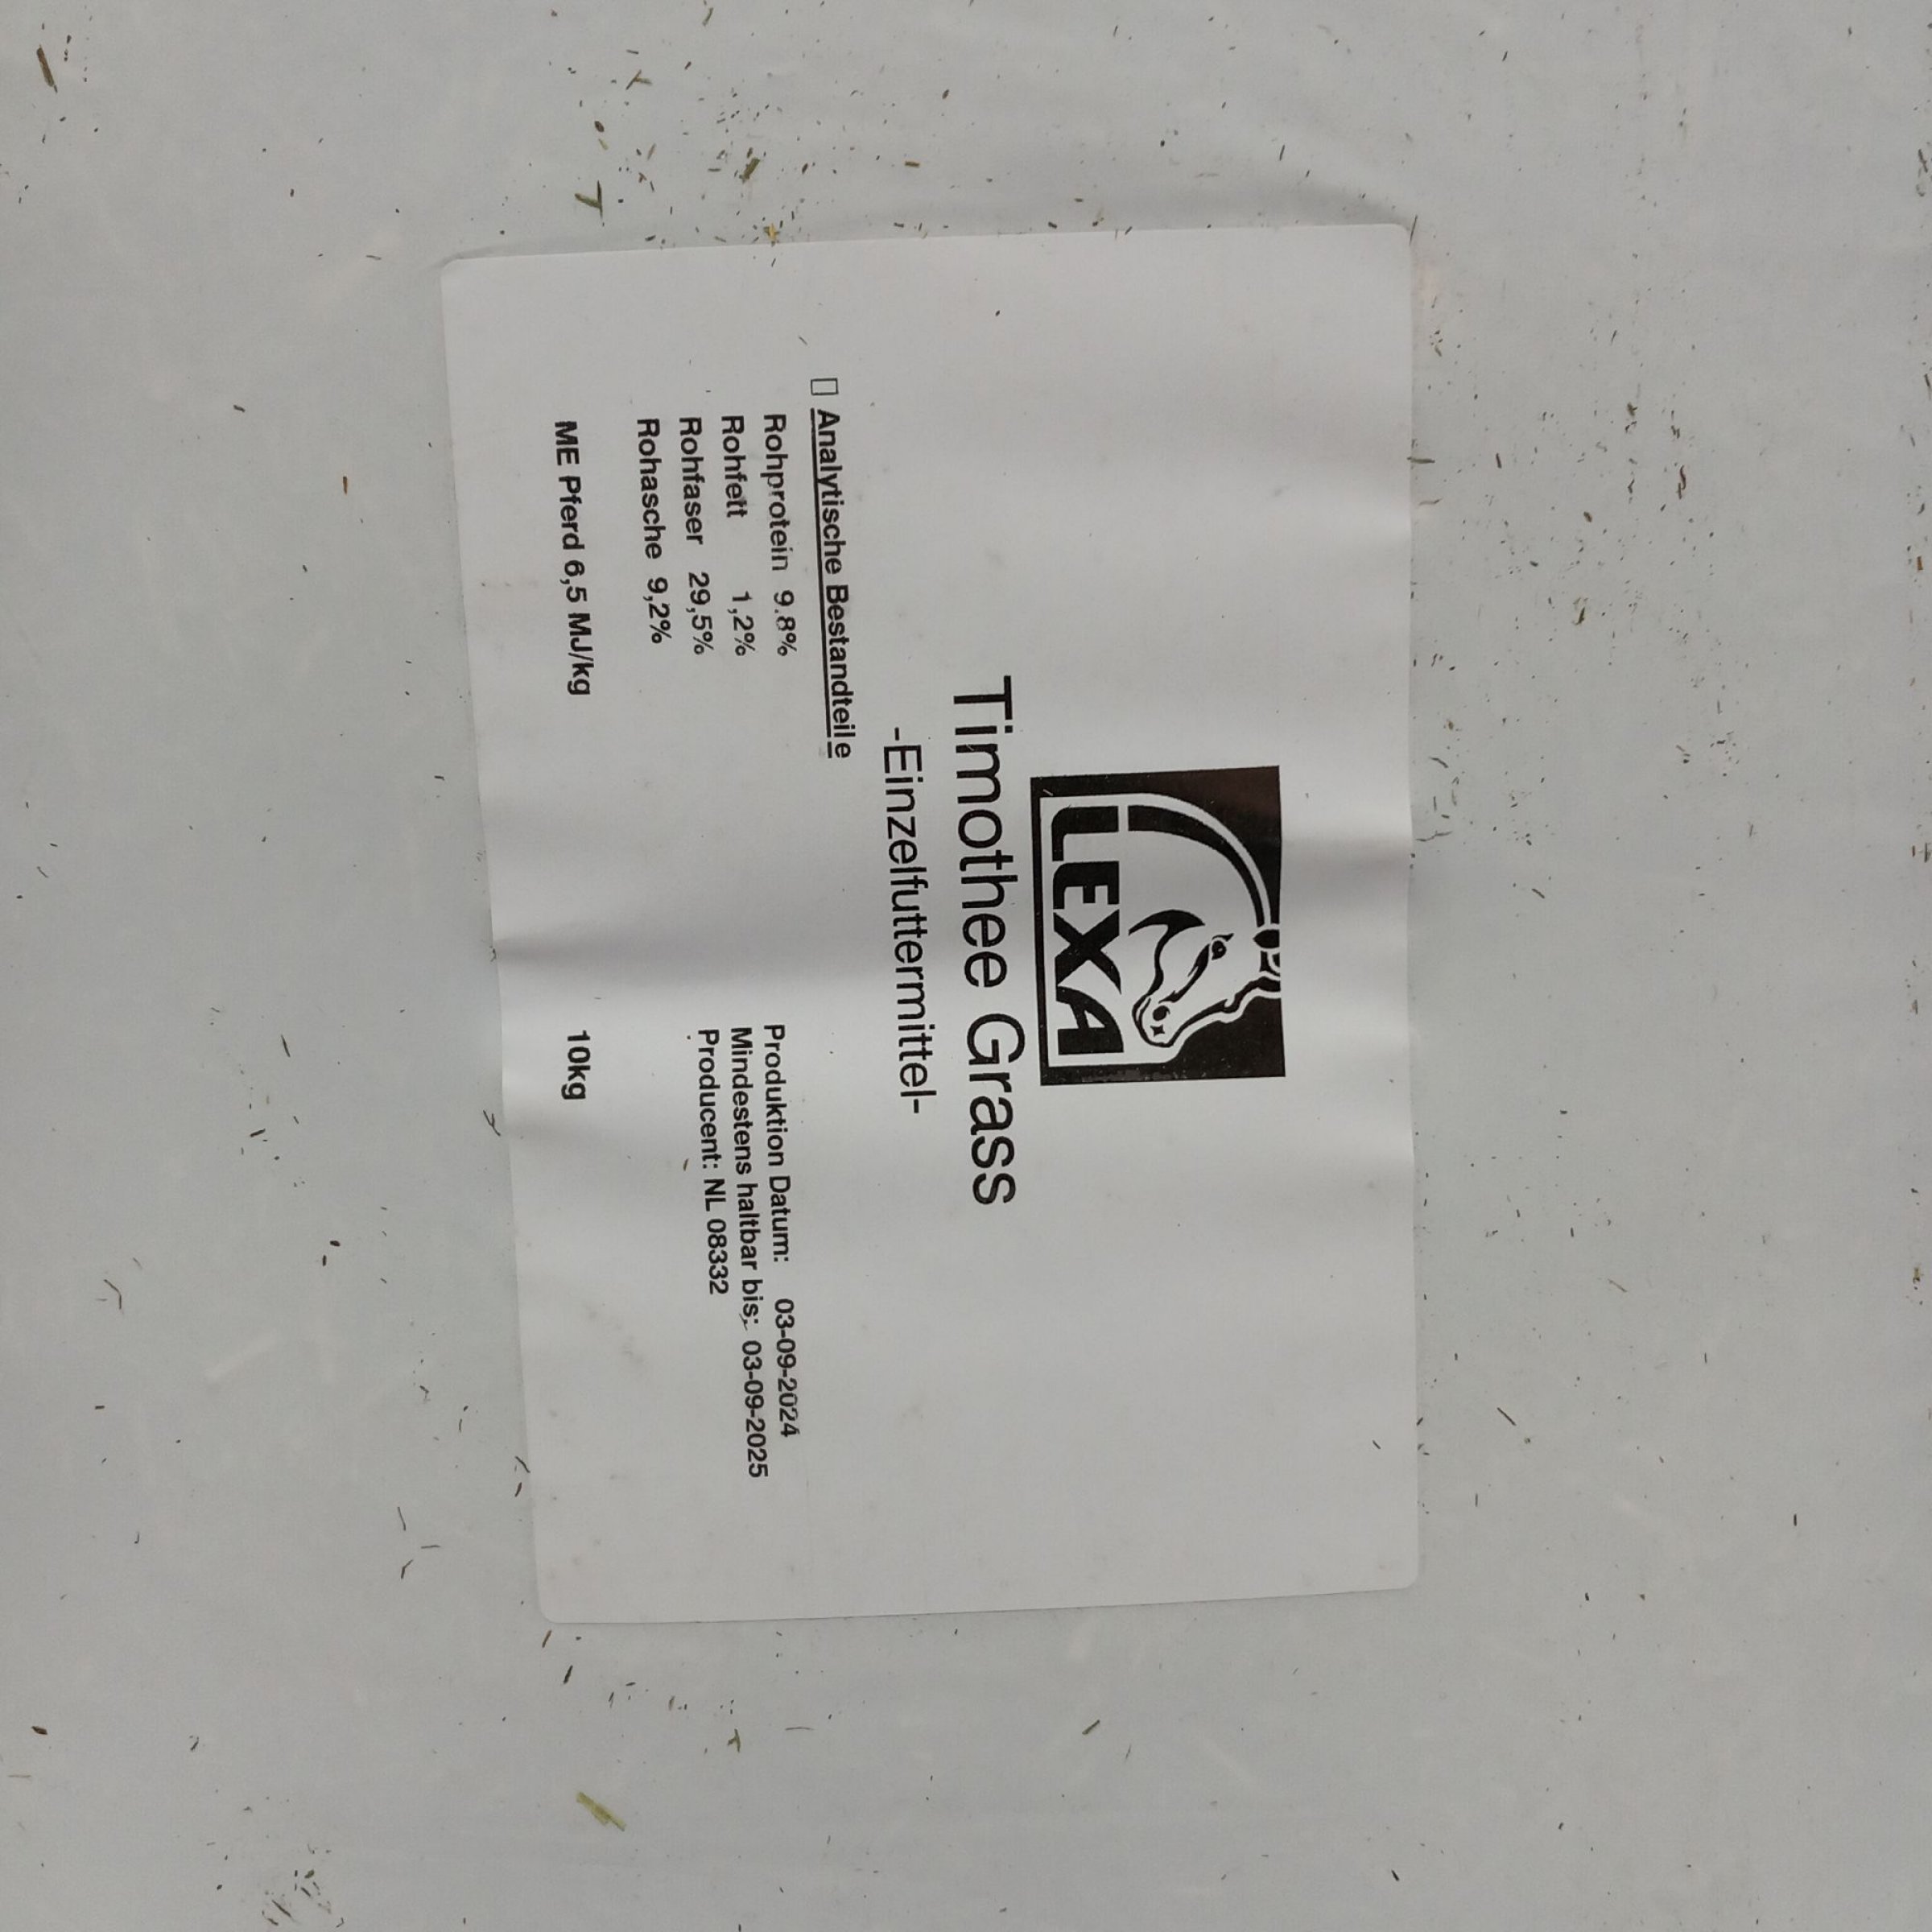 LEXA
Timothee Grass
-Einzelfuttermittel-
Analytische Bestandteile
Rohprotein 9.8%
Rohfett 1,2%
Rohfaser 29,5%
Rohasche 9,2%
ME Pferd 6,5 MJ/kg
Produktion Datum: 03-09-2024
Mindestens haltbar bis: 03-09-2025
Producent: NL 08332
10kg